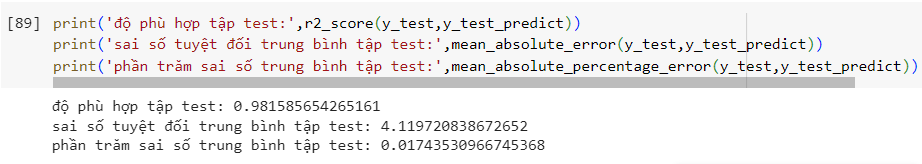 [89] print('độ phù hợp tập test:',r2_score(y_test,y_test_predict))
print('sai số tuyệt đối trung bình tập test:',mean_absolute_error(y_test,y_test_predict))
print('phần trăm sai số trung bình tập test:',mean_absolute_percentage_error(y_test,y_test_predict))
độ phù hợp tập test: 0.981585654265161
sai số tuyệt đối trung bình tập test: 4.119720838672652
phần trăm sai số trung bình tập test: 0.01743530966745368